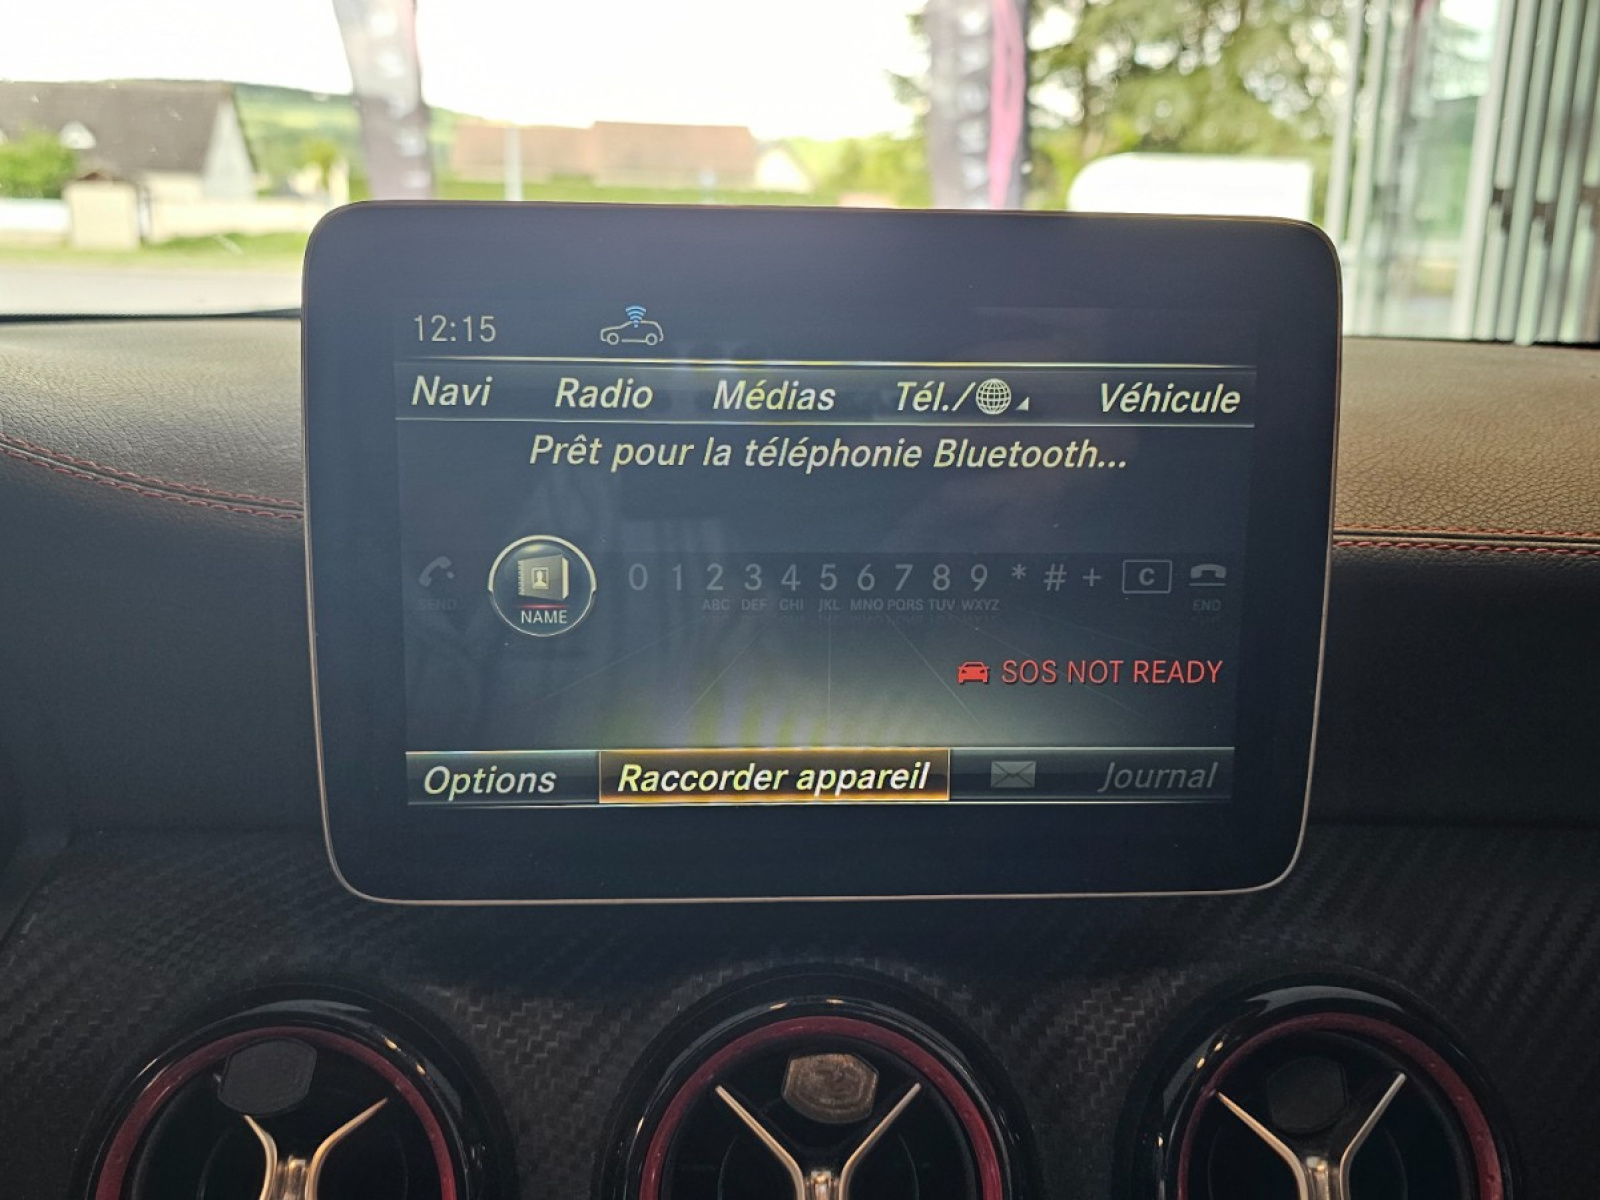 12:15
Navi Radio Médias Tél./ Véhicule
Prêt pour la téléphonie Bluetooth...
0 1 2 3 4 5 6 7 8 9 * # + C
SEND NAME ABC DEF GHI JKL MNO PQRS TUV WXYZ END
SOS NOT READY
Options Raccorder appareil Journal